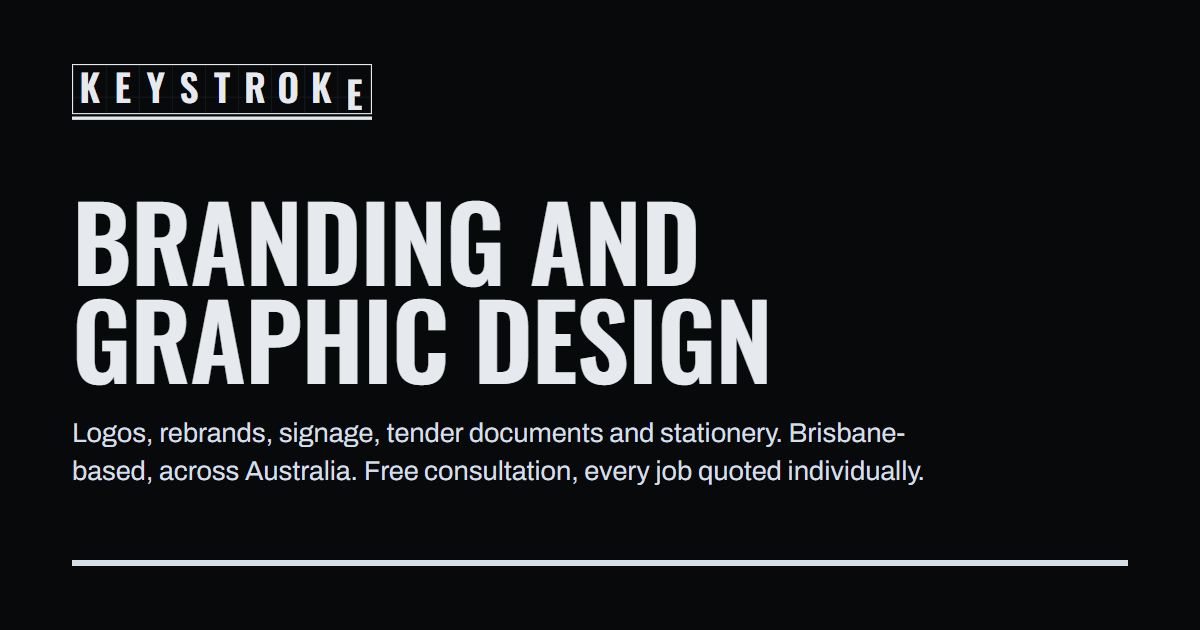 KEYSTROKE
BRANDING AND
GRAPHIC DESIGN
Logos, rebrands, signage, tender documents and stationery. Brisbane-
based, across Australia. Free consultation, every job quoted individually.